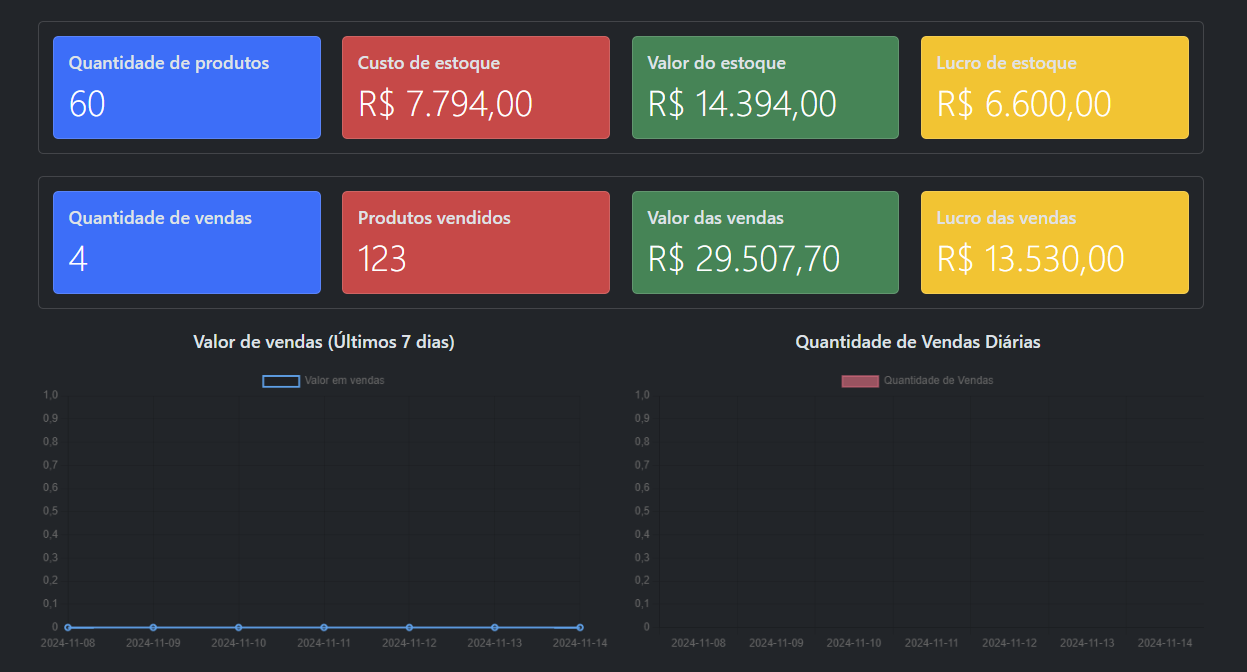 Quantidade de produtos
60
Custo de estoque
R$ 7.794,00
Valor do estoque
R$ 14.394,00
Lucro de estoque
R$ 6.600,00
Quantidade de vendas
4
Produtos vendidos
123
Valor das vendas
R$ 29.507,70
Lucro das vendas
R$ 13.530,00
Valor de vendas (Últimos 7 dias)
Valor em vendas
1,0
0,9
0,8
0,7
0,6
0,5
0,4
0,3
0,2
0,1
0
2024-11-08 2024-11-09 2024-11-10 2024-11-11 2024-11-12 2024-11-13 2024-11-14
Quantidade de Vendas Diárias
Quantidade de Vendas
1,0
0,9
0,8
0,7
0,6
0,5
0,4
0,3
0,2
0,1
0
2024-11-08 2024-11-09 2024-11-10 2024-11-11 2024-11-12 2024-11-13 2024-11-14